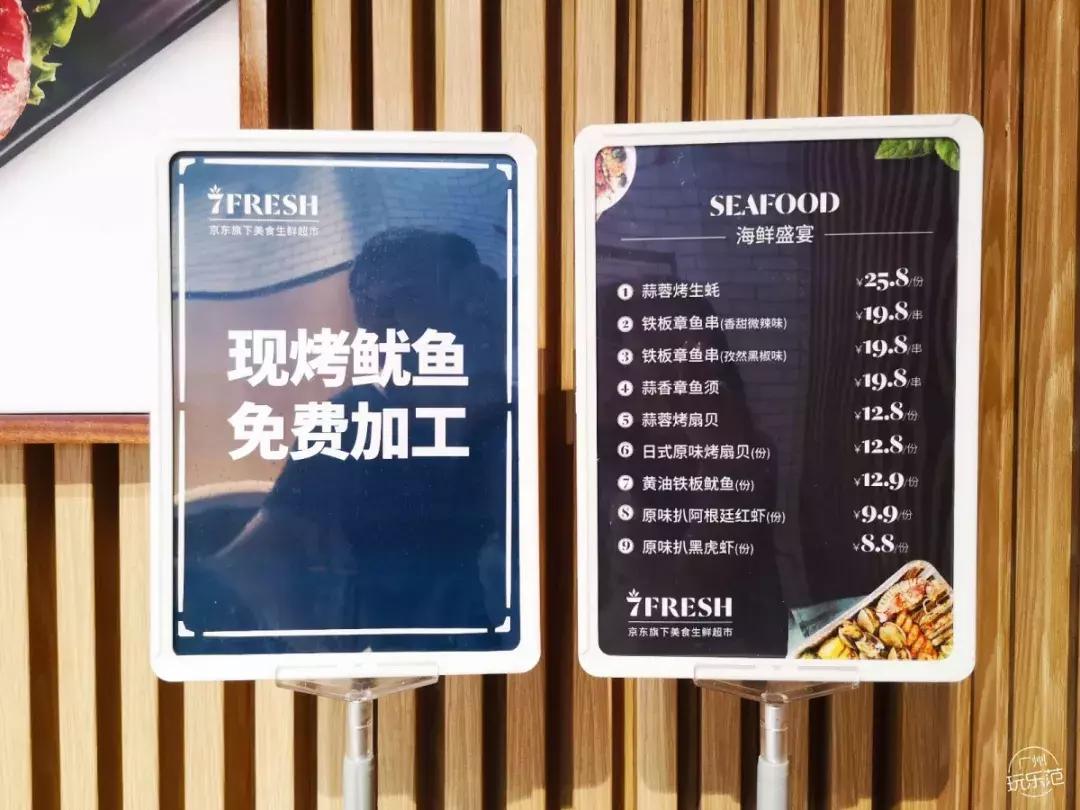 7FRESH
京东旗下美食生鲜超市
现烤鱿鱼
免费加工
SEAFOOD
海鲜盛宴
1 蒜蓉烤生蚝 ¥25.8/份
2 铁板章鱼串(香甜微辣味) ¥19.8/串
3 铁板章鱼串(孜然黑椒味) ¥19.8/串
4 蒜香章鱼须 ¥19.8/串
5 蒜蓉烤扇贝 ¥12.8/份
6 日式原味烤扇贝(份) ¥12.8/份
7 黄油铁板鱿鱼(份) ¥12.9/份
8 原味扒阿根廷红虾(份) ¥9.9/份
9 原味扒黑虎虾(份) ¥8.8/份
7FRESH
京东旗下美食生鲜超市
广州
玩乐范